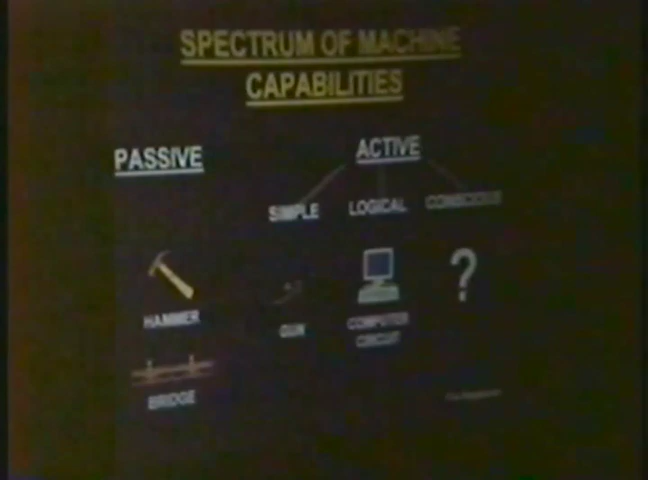 SPECTRUM OF MACHINE
CAPABILITIES
PASSIVE
ACTIVE
SIMPLE
LOGICAL
CONSCIOUS
HAMMER
GUN
COMPUTER
CIRCUIT
?
BRIDGE